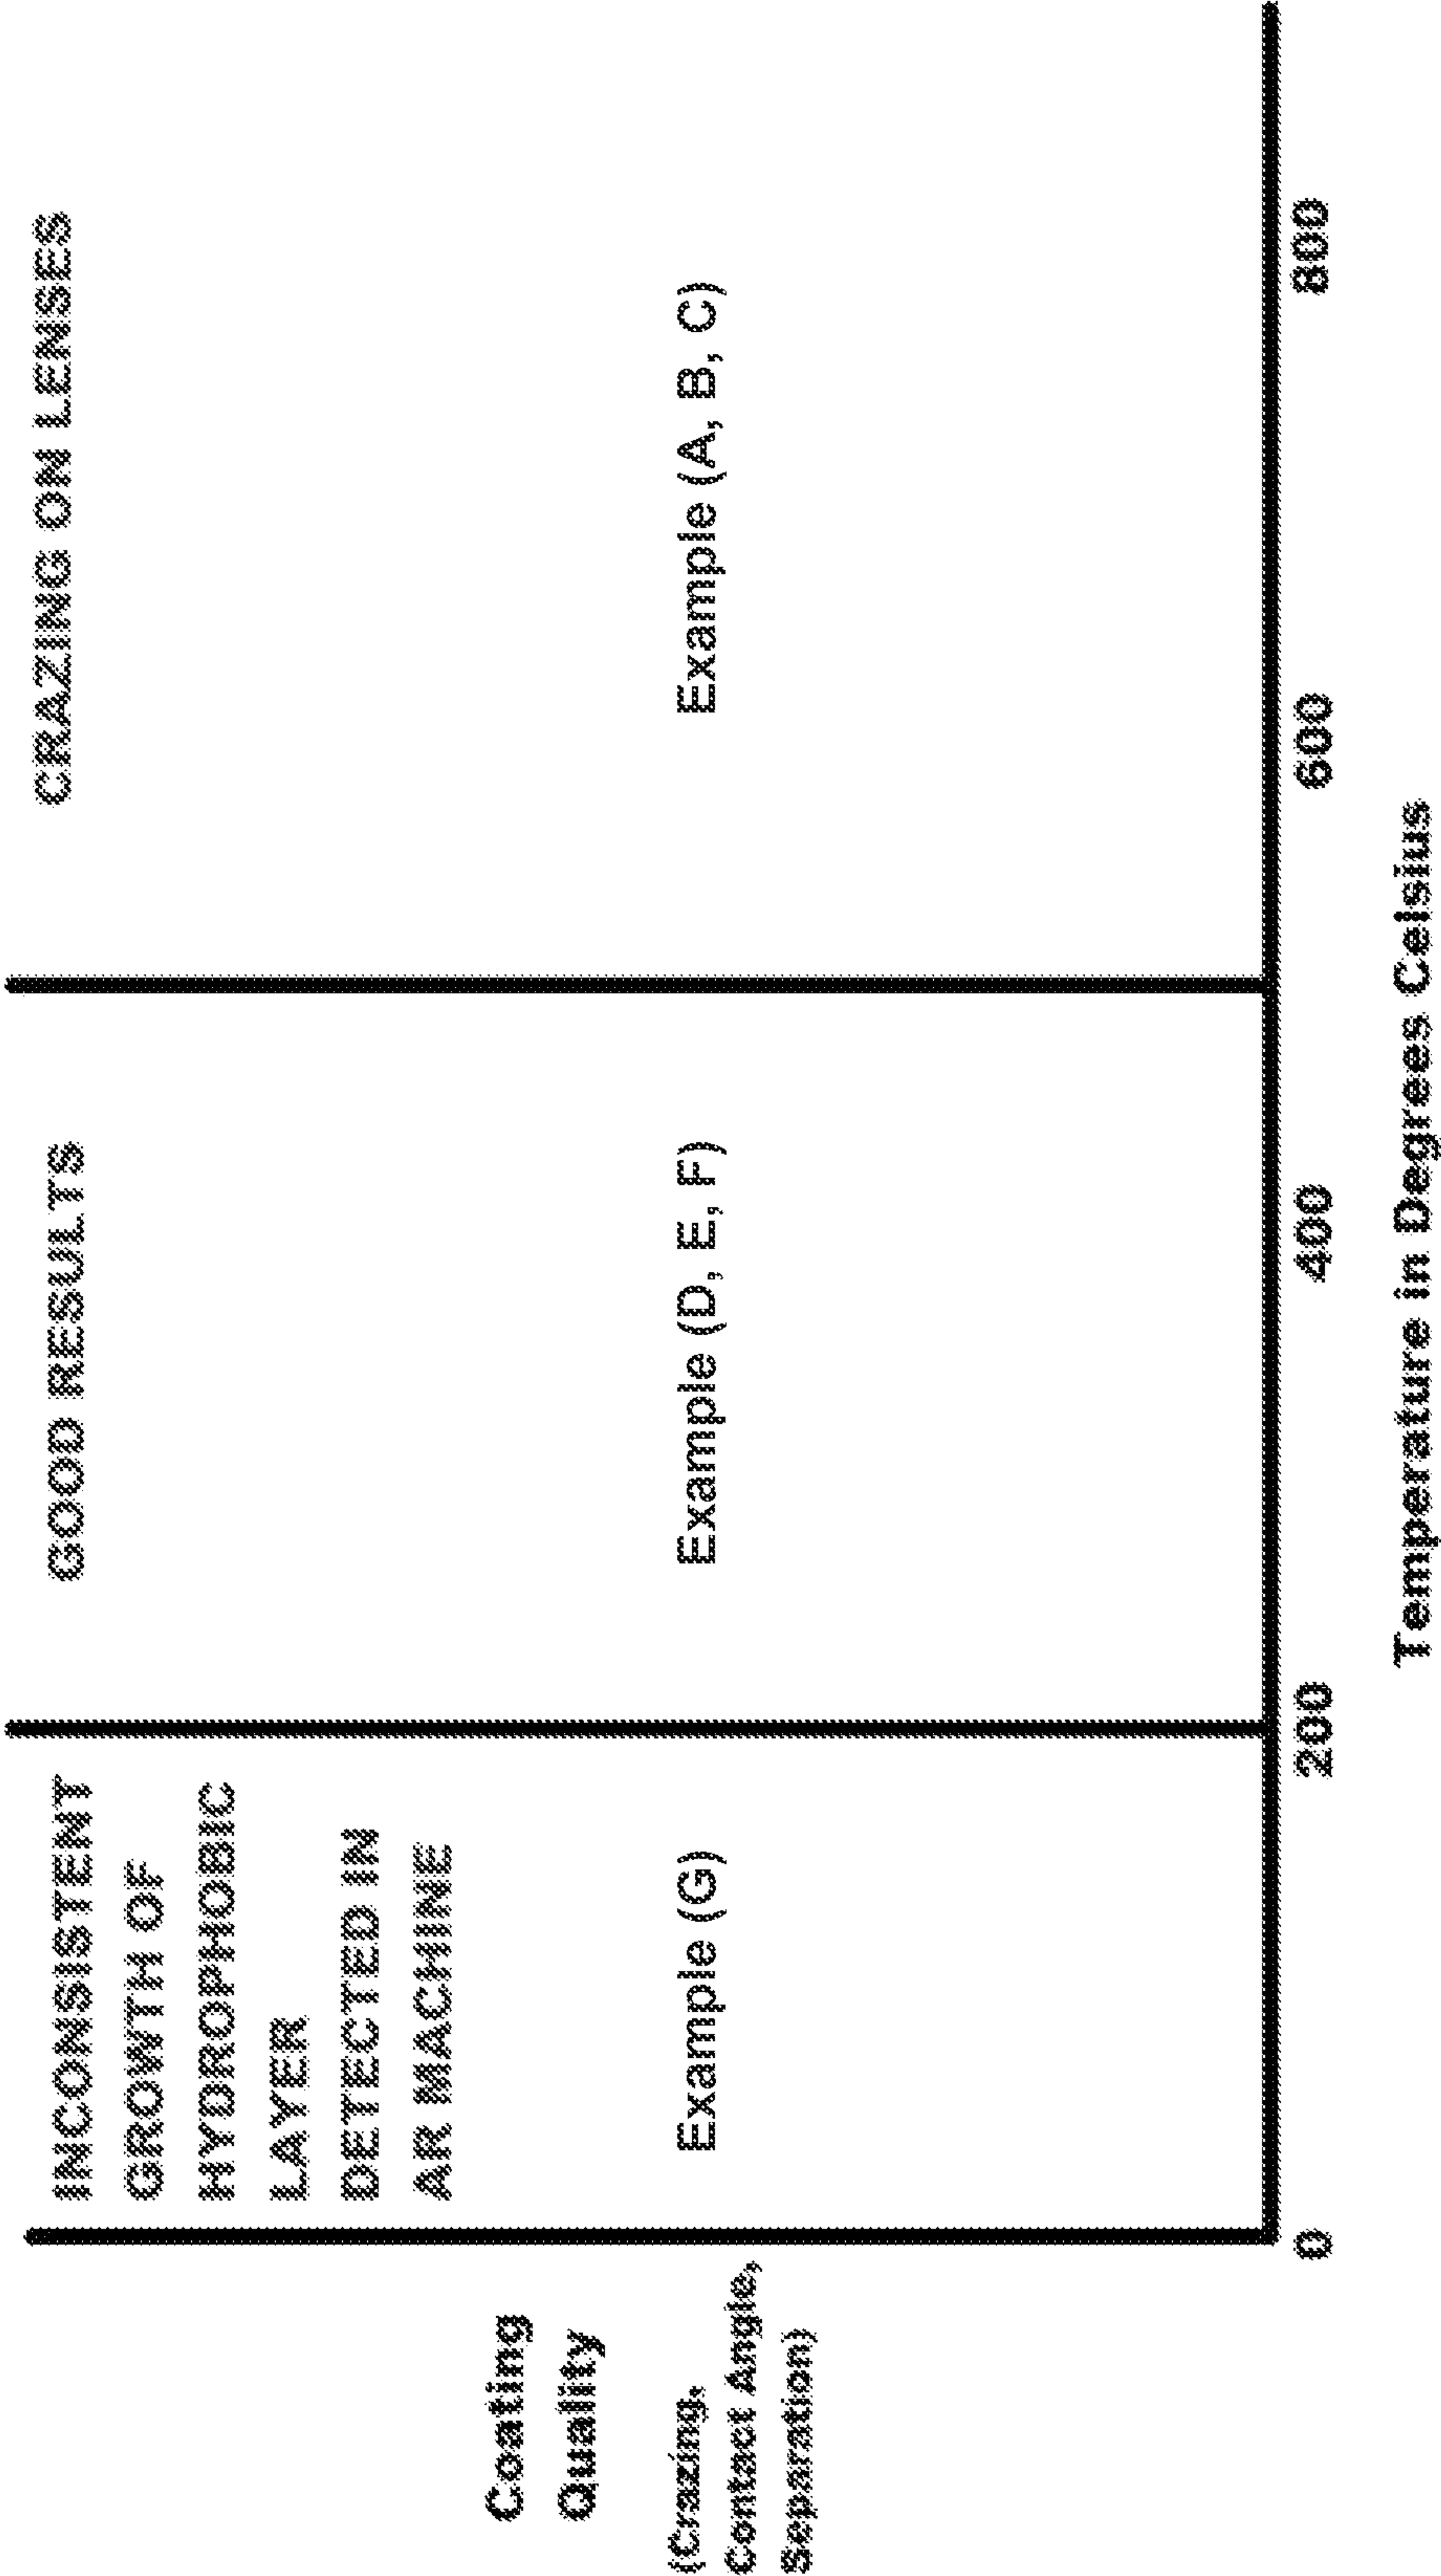 INCONSISTENT
GROWTH OF
HYDROPHOBIC
LAYER
DETECTED IN
AR MACHINE
GOOD RESULTS
CRAZING ON LENSES
Coating
Quality
(Crazing,
Contact Angle,
Separation)
Example (G)
Example (D, E, F)
Example (A, B, C)
0
200
400
600
800
Temperature in Degrees Celsius